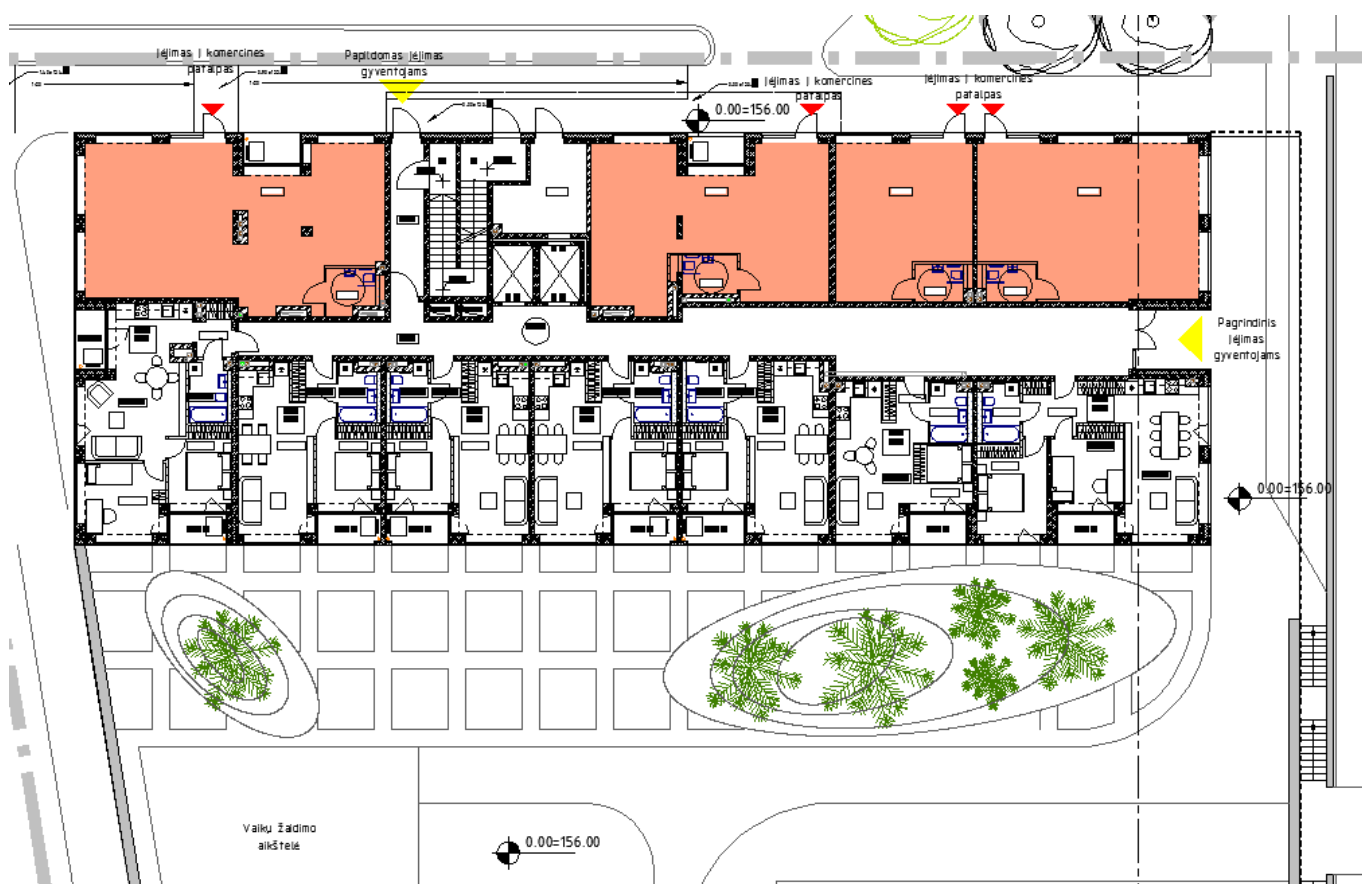 Įėjimas į komercines
patalpas
Papildomas įėjimas
gyventojams
Įėjimas į komercines
patalpas
Įėjimas į komercines
patalpas
0.00=156.00
Pagrindinis
įėjimas
gyventojams
0.00=156.00
Vaikų žaidimo
aikštelė
0.00=156.00